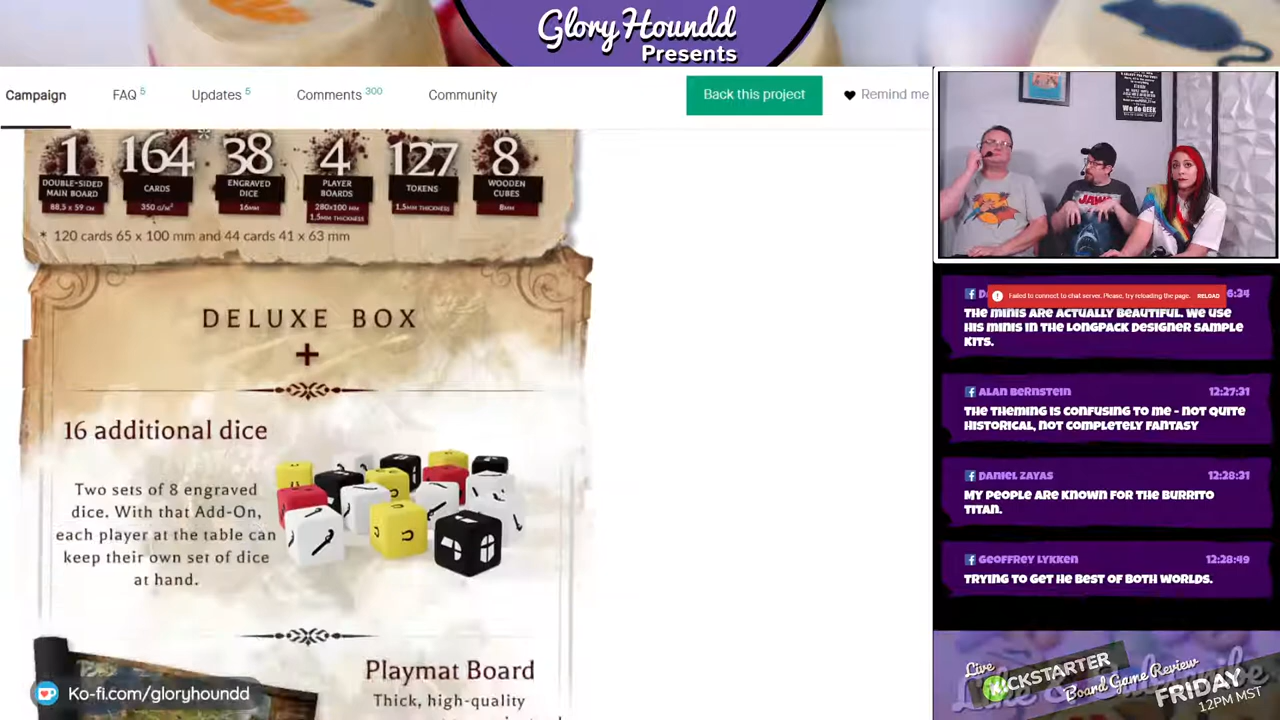 GloryHoundd
Presents
Campaign
FAQ 5
Updates 5
Comments 300
Community
Back this project
Remind me
1
DOUBLE-SIDED
MAIN BOARD
88,5 x 59 CM
164*
CARDS
350 G/M²
38
ENGRAVED
DICE
16MM
4
PLAYER
BOARDS
280x100 MM
1,5MM THICKNESS
127
TOKENS
1,5MM THICKNESS
8
WOODEN
CUBES
8MM
* 120 cards 65 x 100 mm and 44 cards 41 x 63 mm
DELUXE BOX
+
16 additional dice
Two sets of 8 engraved
dice. With that Add-On,
each player at the table can
keep their own set of dice
at hand.
Playmat Board
Thick, high-quality
Ko-fi.com/gloryhoundd
We do GEEK
JAWS
Failed to connect to chat server. Please, try reloading the page. RELOAD
6:24
THE MINIS ARE ACTUALLY BEAUTIFUL. WE USE
HIS MINIS IN THE LONGPACK DESIGNER SAMPLE
KITS.
ALAN BERNSTEIN 12:27:31
THE THEMING IS CONFUSING TO ME - NOT QUITE
HISTORICAL, NOT COMPLETELY FANTASY
DANIEL ZAYAS 12:28:31
MY PEOPLE ARE KNOWN FOR THE BURRITO
TITAN.
GEOFFREY LYKKEN 12:28:49
TRYING TO GET HE BEST OF BOTH WORLDS.
Live
KICKSTARTER
Board Game Review
FRIDAY
12PM MST